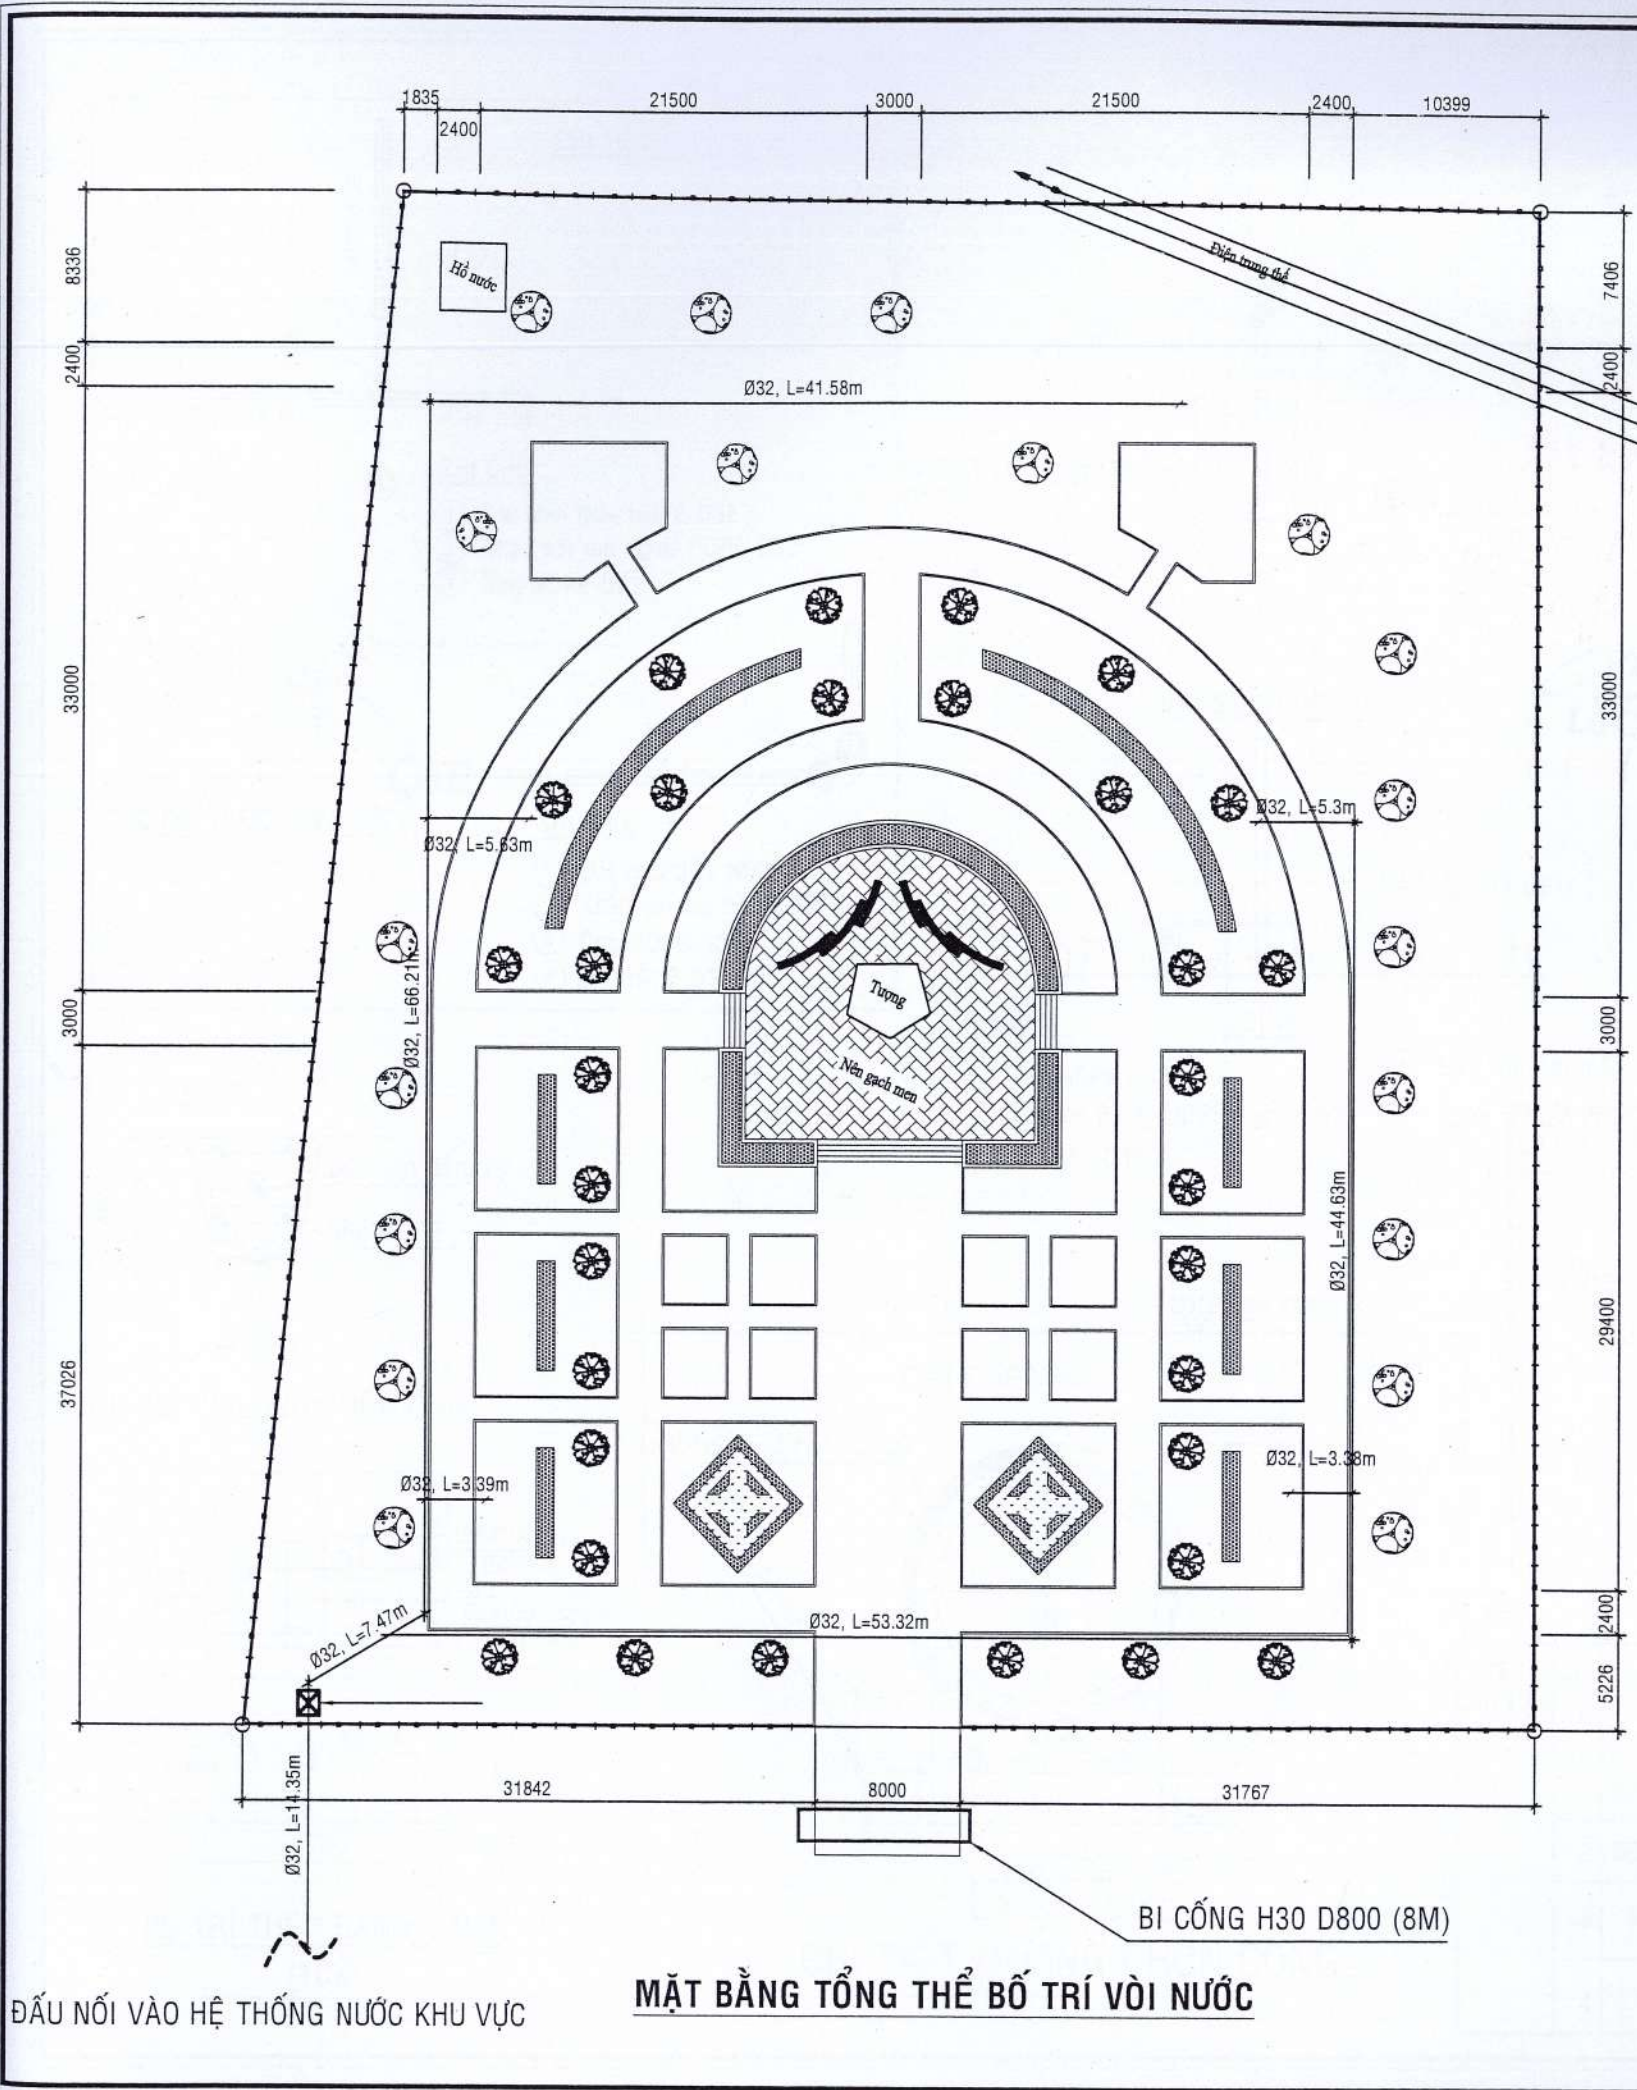 1835
21500
3000
21500
2400
10399
2400
8336
2400
33000
3000
37026
7406
2400
33000
3000
29400
2400
5226
Hồ nước
Điện trung thế
Ø32, L=41.58m
Ø32, L=5.63m
Ø32, L=5.3m
Ø32, L=66.21m
Tượng
Nền gạch men
Ø32, L=44.63m
Ø32, L=3.39m
Ø32, L=3.38m
Ø32, L=7.47m
Ø32, L=53.32m
Ø32, L=14.35m
31842
8000
31767
BI CỐNG H30 D800 (8M)
ĐẤU NỐI VÀO HỆ THỐNG NƯỚC KHU VỰC
MẶT BẰNG TỔNG THỂ BỐ TRÍ VÒI NƯỚC